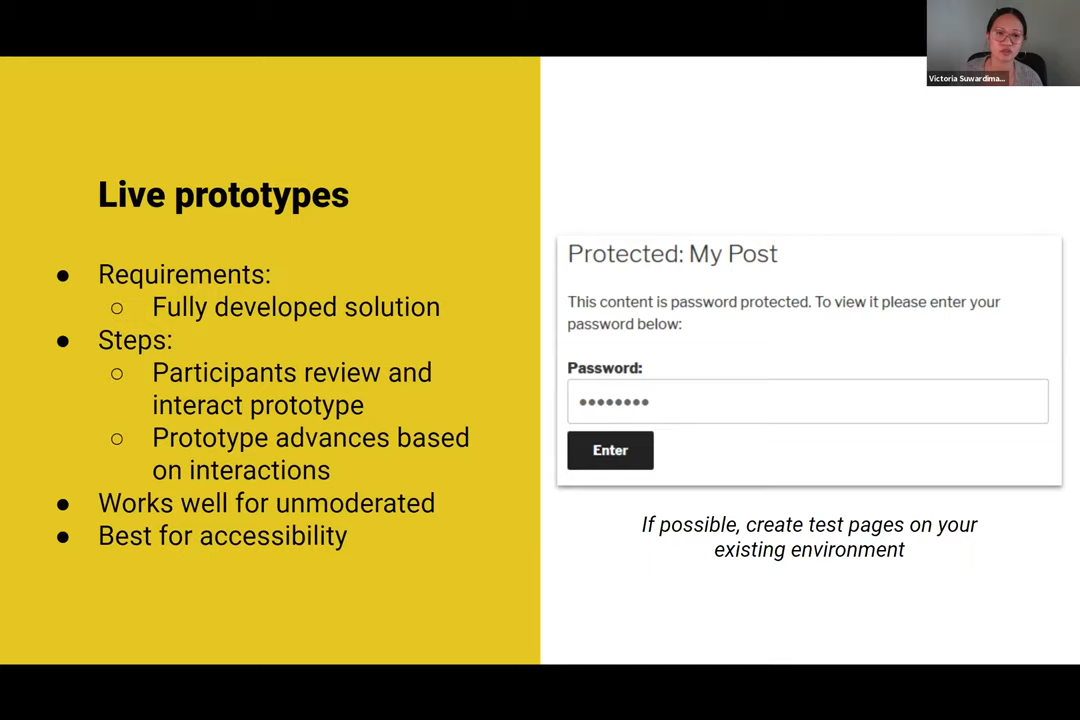 Victoria Suwardima...
Live prototypes
● Requirements:
○ Fully developed solution
● Steps:
○ Participants review and
interact prototype
○ Prototype advances based
on interactions
● Works well for unmoderated
● Best for accessibility
Protected: My Post
This content is password protected. To view it please enter your
password below:
Password:
●●●●●●●●
Enter
If possible, create test pages on your
existing environment